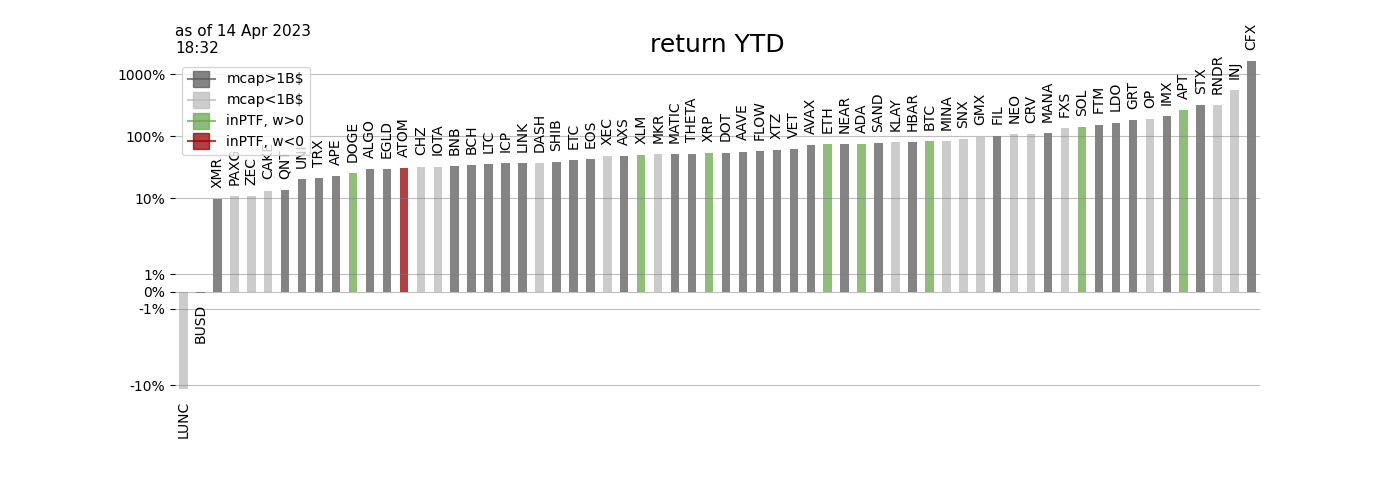 as of 14 Apr 2023
18:32
return YTD
mcap>1B$
mcap<1B$
inPTF, w>0
inPTF, w<0
1000%
100%
10%
1%
0%
-1%
-10%
LUNC
BUSD
XMR
PAXG
ZEC
CAKE
QNT
UNI
TRX
APE
DOGE
ALGO
EGLD
ATOM
CHZ
IOTA
BNB
BCH
LTC
ICP
LINK
DASH
SHIB
ETC
EOS
XEC
AXS
XLM
MKR
MATIC
THETA
XRP
DOT
AAVE
FLOW
XTZ
VET
AVAX
ETH
NEAR
ADA
SAND
KLAY
HBAR
BTC
MINA
SNX
GMX
FIL
NEO
CRV
MANA
FXS
SOL
FTM
LDO
GRT
OP
IMX
APT
STX
RNDR
INJ
CFX